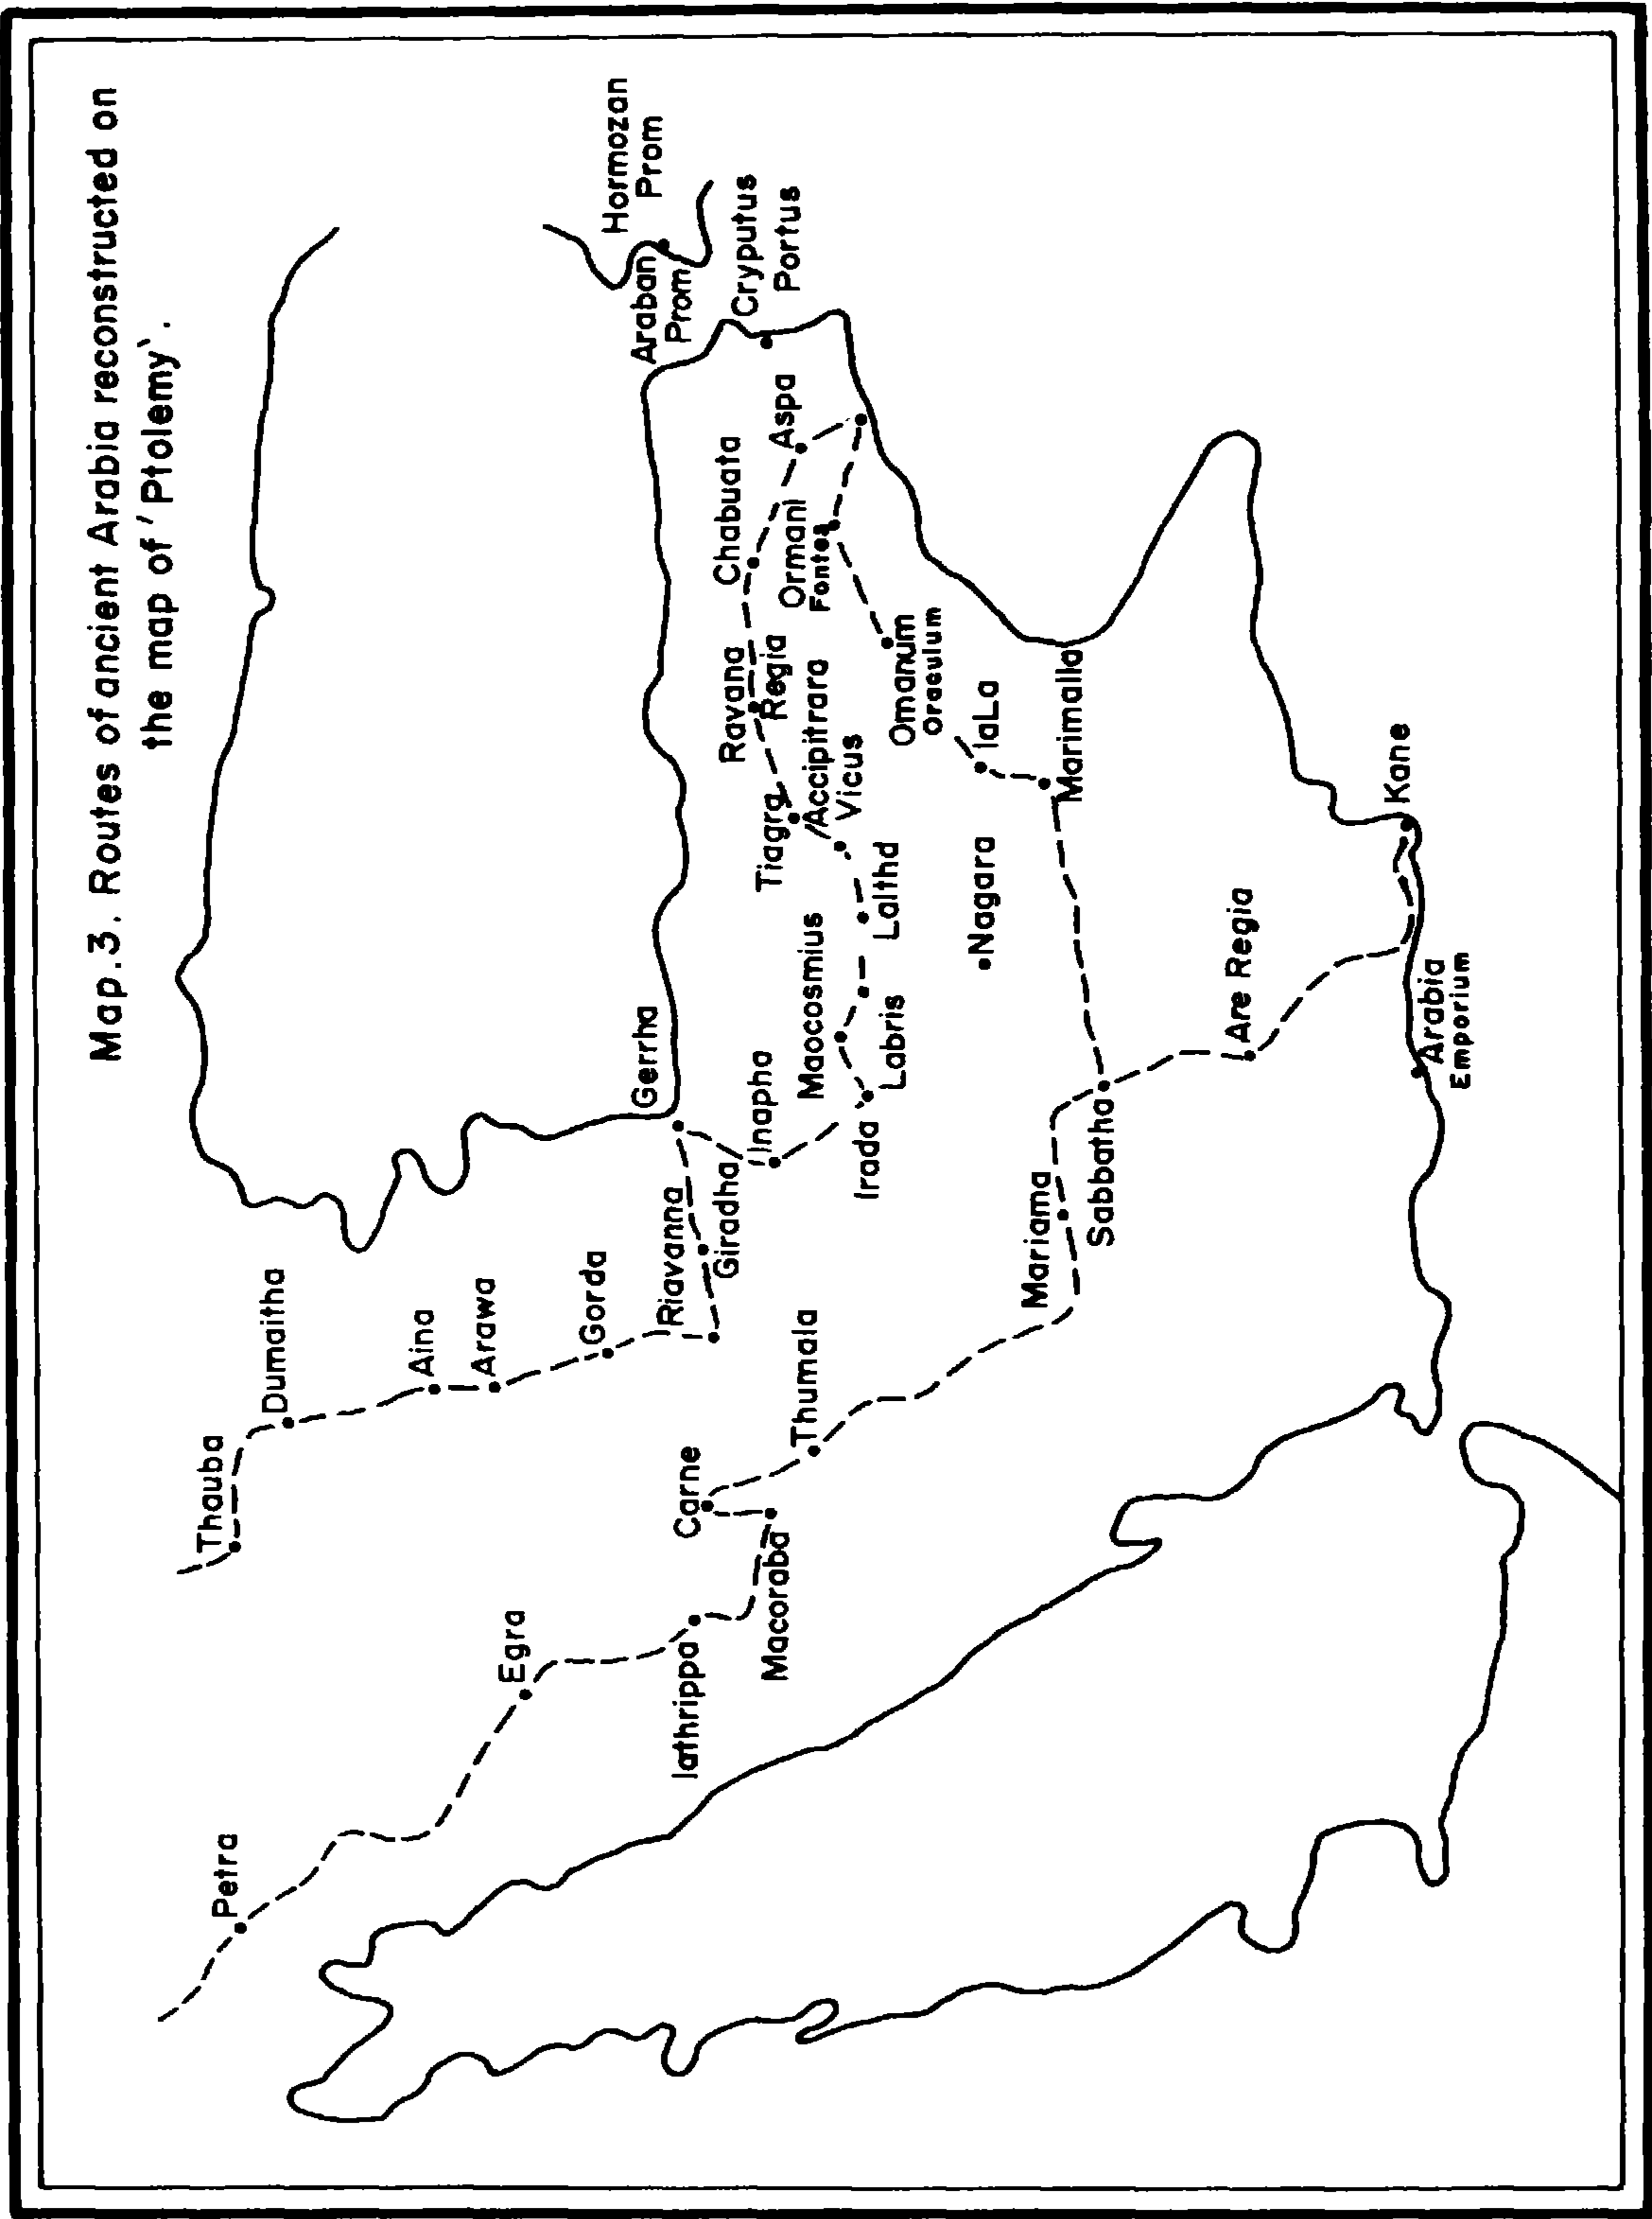 Map.3. Routes of ancient Arabia reconstructed on
the map of 'Ptolemy'.
Petra
Thauba
Dumaitha
Aina
Arawa
Gorda
Egra
Riavanna
Giradha
Gerrha
Inapha
Iathrippa
Macoraba
Carne
Thumala
Irada
Labris
Maocosmius
Lalthd
Tiagra
Accipitrara
Vicus
Ravana
Regia
Chabuata
Ormani
Fontes
Aspa
Araban
Prom
Hormozan
Prom
Cryputus
Portus
Omanum
Oraculum
IaLa
Marimalla
Nagara
Mariama
Sabbatha
Are Regia
Kane
Arabia
Emporium